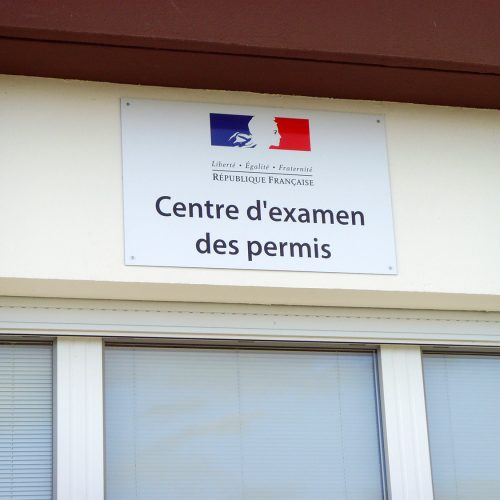 Liberté • Égalité • Fraternité
RÉPUBLIQUE FRANÇAISE
Centre d'examen
des permis